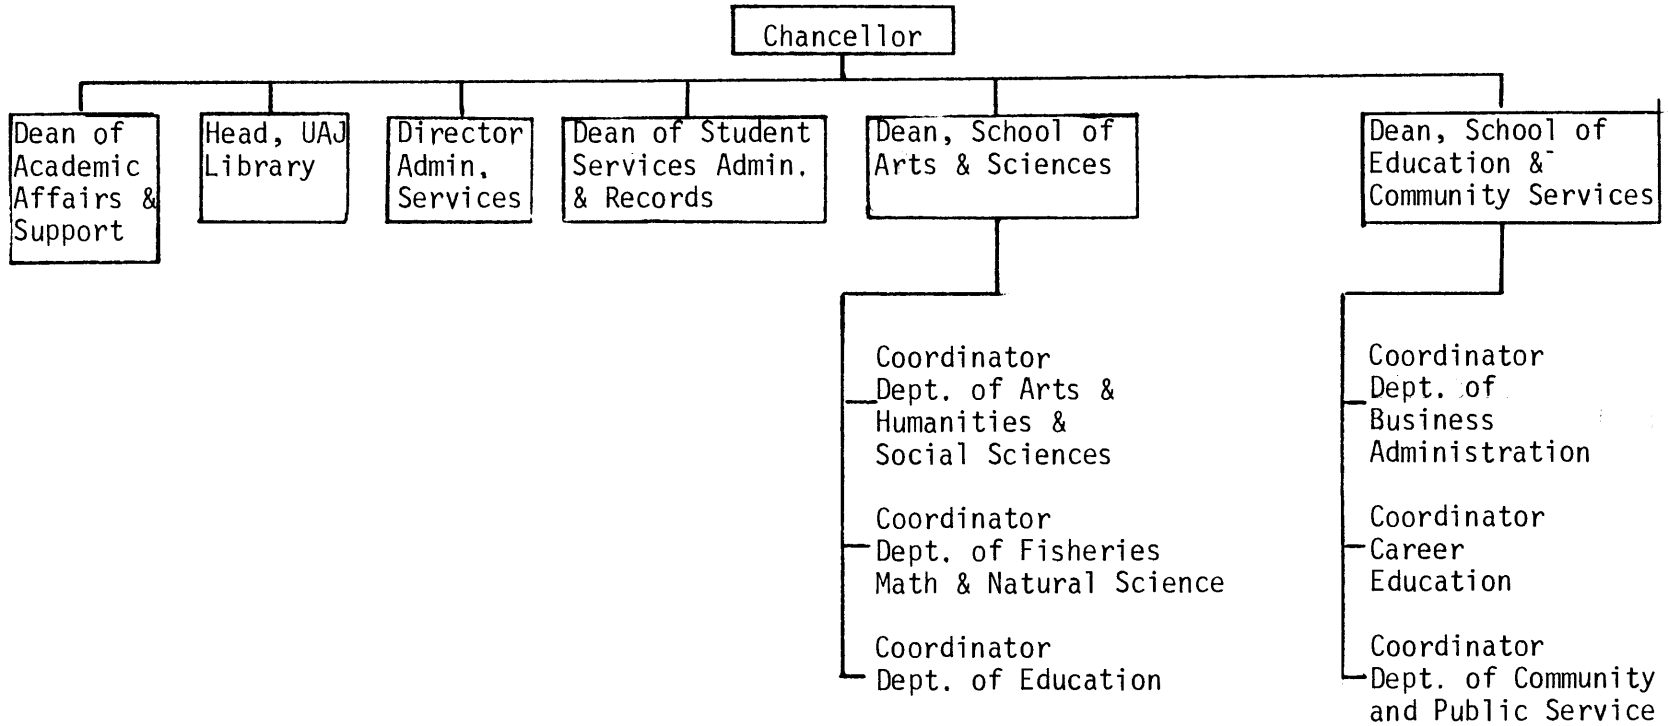 Chancellor
Dean of
Academic
Affairs &
Support
Head, UAJ
Library
Director
Admin.
Services
Dean of Student
Services Admin.
& Records
Dean, School of
Arts & Sciences
Dean, School of
Education &
Community Services
Coordinator
Dept. of Arts &
Humanities &
Social Sciences
Coordinator
Dept. of Fisheries
Math & Natural Science
Coordinator
Dept. of Education
Coordinator
Dept. of
Business
Administration
Coordinator
Career
Education
Coordinator
Dept. of Community
and Public Service